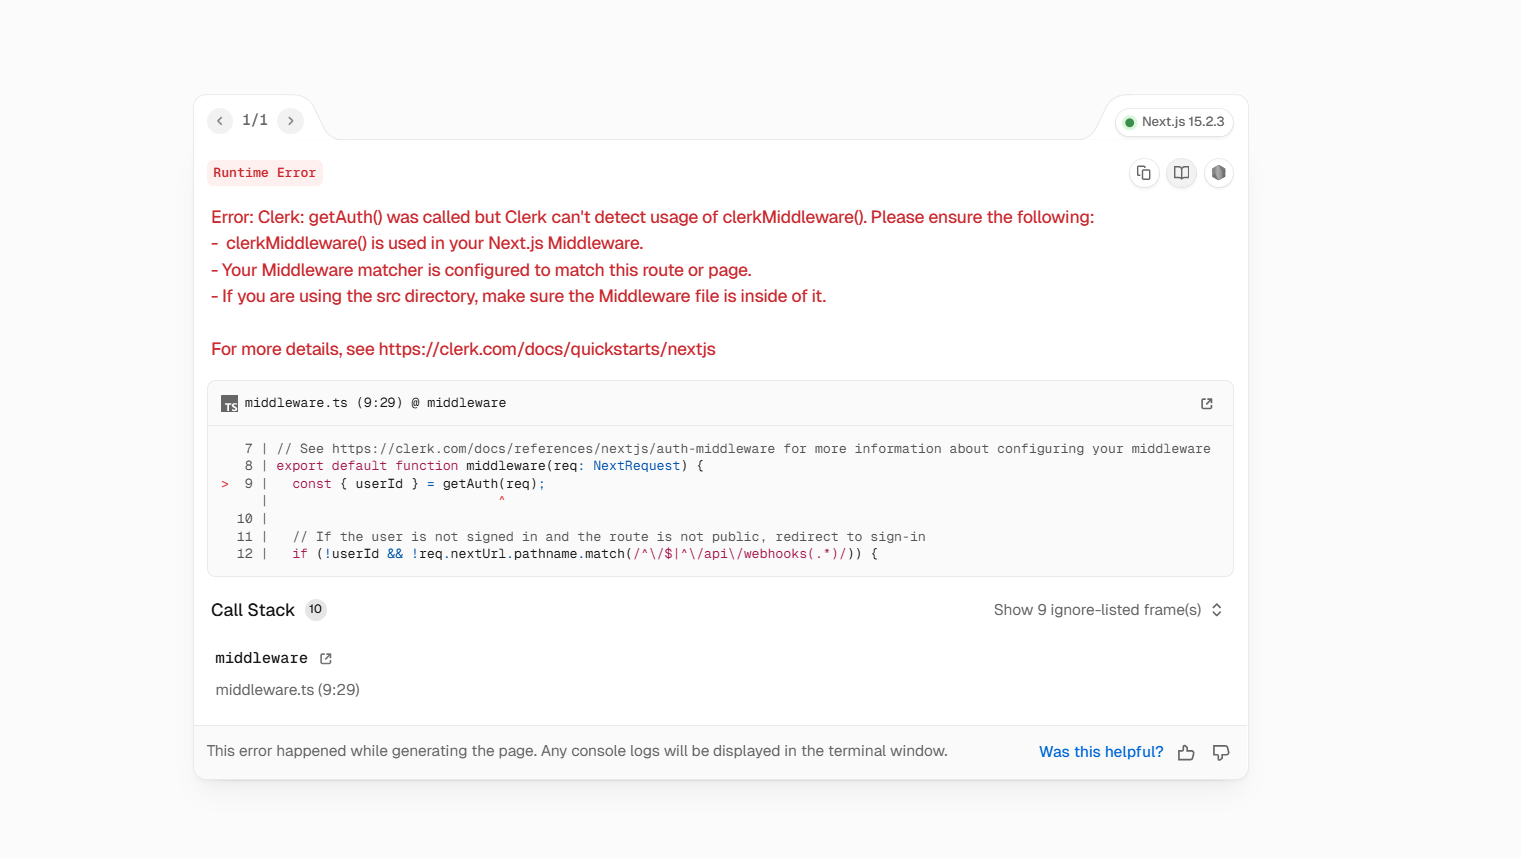 1/1
Next.js 15.2.3
Runtime Error
Error: Clerk: getAuth() was called but Clerk can't detect usage of clerkMiddleware(). Please ensure the following:
- clerkMiddleware() is used in your Next.js Middleware.
- Your Middleware matcher is configured to match this route or page.
- If you are using the src directory, make sure the Middleware file is inside of it.
For more details, see https://clerk.com/docs/quickstarts/nextjs
TS middleware.ts (9:29) @ middleware
7 | // See https://clerk.com/docs/references/nextjs/auth-middleware for more information about configuring your middleware
8 | export default function middleware(req: NextRequest) {
> 9 |   const { userId } = getAuth(req);
|                             ^
10 |
11 |   // If the user is not signed in and the route is not public, redirect to sign-in
12 |   if (!userId && !req.nextUrl.pathname.match(/^\/$|^\/api\/webhooks(.*)/)) {
Call Stack 10
Show 9 ignore-listed frame(s)
middleware
middleware.ts (9:29)
This error happened while generating the page. Any console logs will be displayed in the terminal window.
Was this helpful?